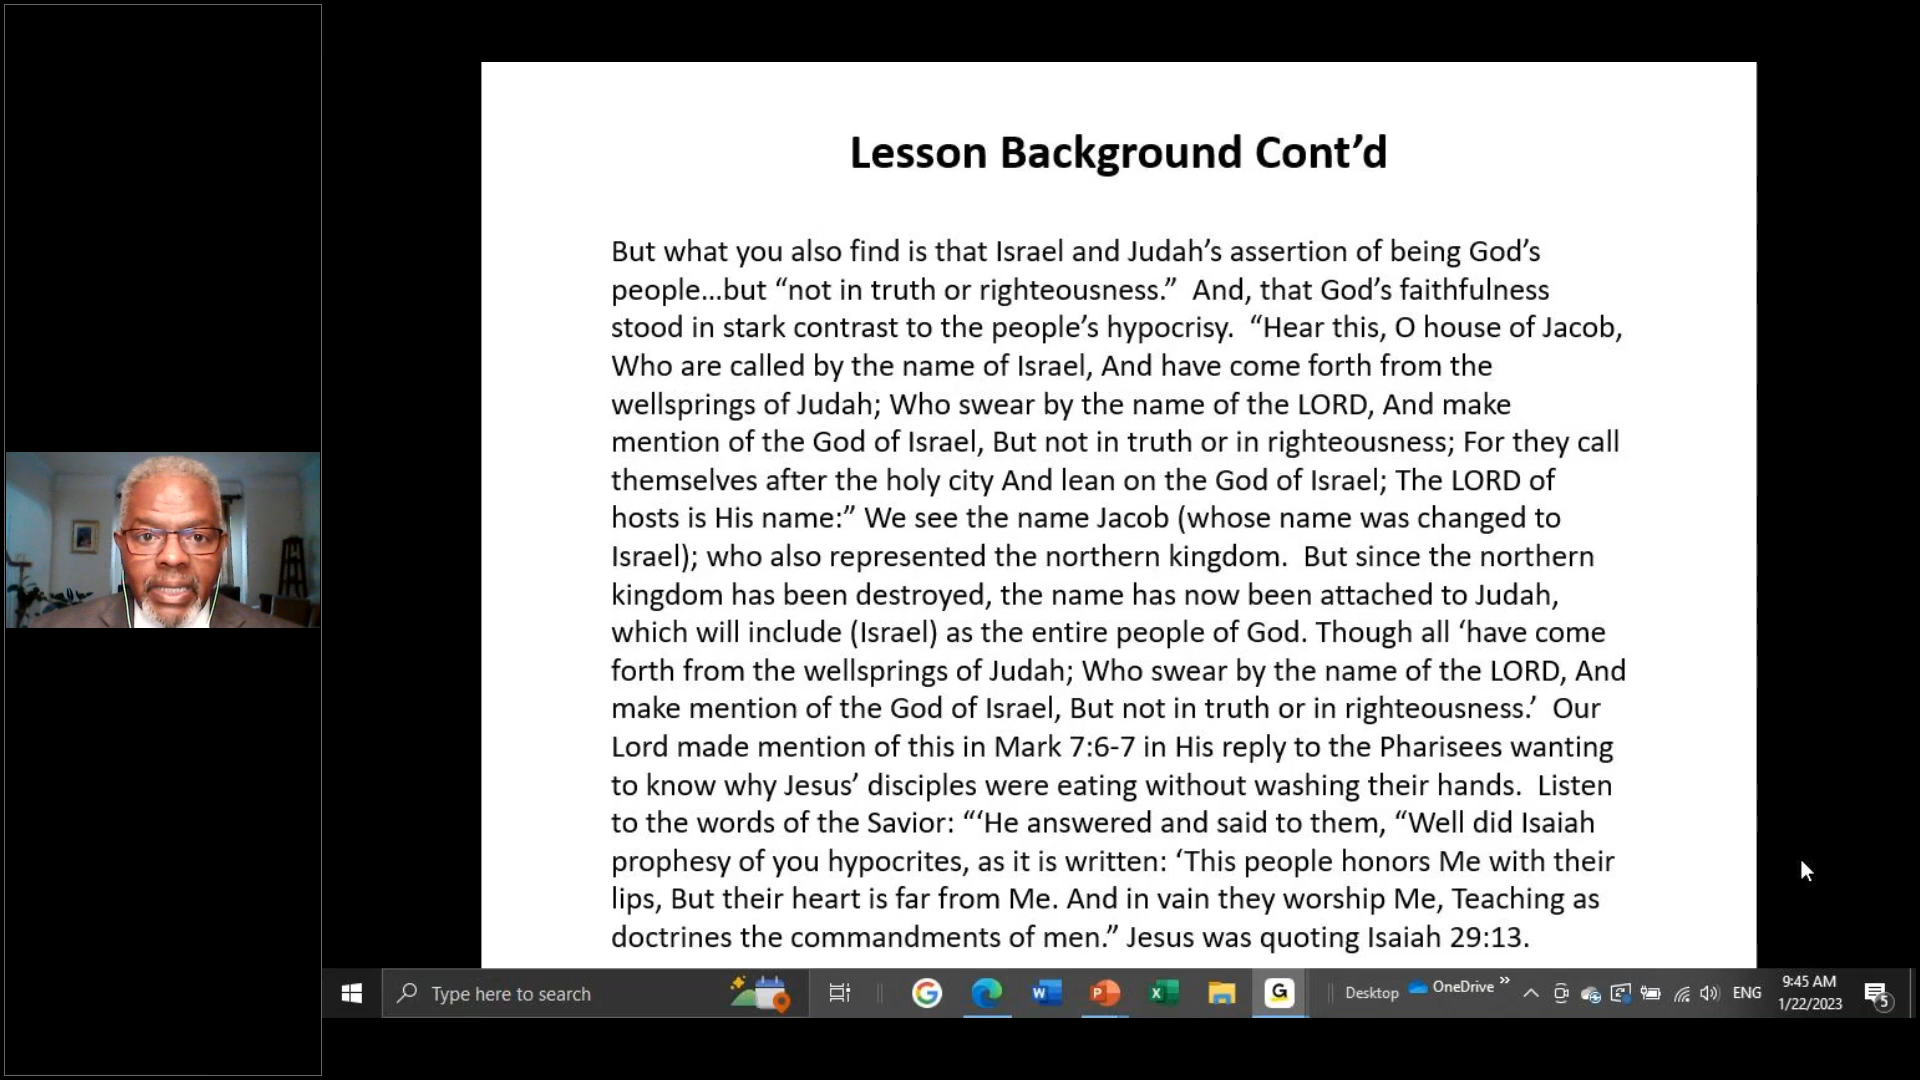 Lesson Background Cont’d
But what you also find is that Israel and Judah’s assertion of being God’s
people…but “not in truth or righteousness.”  And, that God’s faithfulness
stood in stark contrast to the people’s hypocrisy.  “Hear this, O house of Jacob,
Who are called by the name of Israel, And have come forth from the
wellsprings of Judah; Who swear by the name of the LORD, And make
mention of the God of Israel, But not in truth or in righteousness; For they call
themselves after the holy city And lean on the God of Israel; The LORD of
hosts is His name:” We see the name Jacob (whose name was changed to
Israel); who also represented the northern kingdom.  But since the northern
kingdom has been destroyed, the name has now been attached to Judah,
which will include (Israel) as the entire people of God. Though all ‘have come
forth from the wellsprings of Judah; Who swear by the name of the LORD, And
make mention of the God of Israel, But not in truth or in righteousness.’  Our
Lord made mention of this in Mark 7:6-7 in His reply to the Pharisees wanting
to know why Jesus’ disciples were eating without washing their hands.  Listen
to the words of the Savior: “‘He answered and said to them, “Well did Isaiah
prophesy of you hypocrites, as it is written: ‘This people honors Me with their
lips, But their heart is far from Me. And in vain they worship Me, Teaching as
doctrines the commandments of men.” Jesus was quoting Isaiah 29:13.
Type here to search
Desktop
OneDrive
ENG
9:45 AM
1/22/2023
5